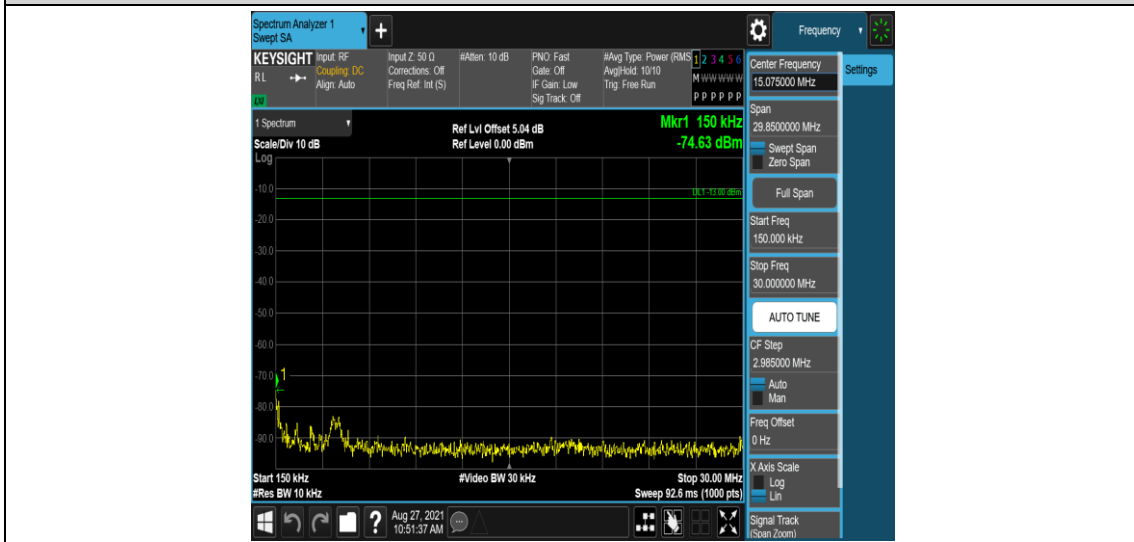 Spectrum Analyzer 1
Swept SA
+
Frequency
KEYSIGHT
RL
LXI
Input: RF
Coupling: DC
Align: Auto
Input Z: 50 Ω
Corrections: Off
Freq Ref: Int (S)
#Atten: 10 dB
PNO: Fast
Gate: Off
IF Gain: Low
Sig Track: Off
#Avg Type: Power (RMS
Avg|Hold: 10/10
Trig: Free Run
1 2 3 4 5 6
M W W W W W
P P P P P P
1 Spectrum
Scale/Div 10 dB
Log
Ref Lvl Offset 5.04 dB
Ref Level 0.00 dBm
Mkr1 150 kHz
-74.63 dBm
DL1 -13.00 dBm
-10.0
-20.0
-30.0
-40.0
-50.0
-60.0
-70.0
1
-80.0
-90.0
Start 150 kHz
#Res BW 10 kHz
#Video BW 30 kHz
Stop 30.00 MHz
Sweep 92.6 ms (1000 pts)
?
Aug 27, 2021
10:51:37 AM
Center Frequency
15.075000 MHz
Settings
Span
29.8500000 MHz
Swept Span
Zero Span
Full Span
Start Freq
150.000 kHz
Stop Freq
30.000000 MHz
AUTO TUNE
CF Step
2.985000 MHz
Auto
Man
Freq Offset
0 Hz
X Axis Scale
Log
Lin
Signal Track
(Span Zoom)